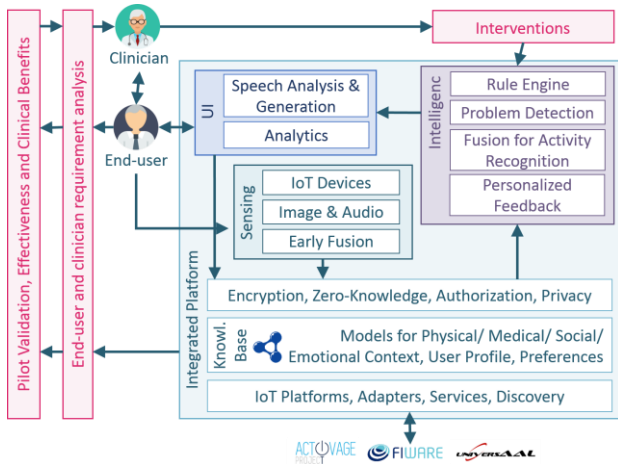 Pilot Validation, Effectiveness and Clinical Benefits
End-user and clinician requirement analysis
Clinician
End-user
Interventions
Integrated Platform
UI
Speech Analysis &
Generation
Analytics
Intelligenc
Rule Engine
Problem Detection
Fusion for Activity
Recognition
Personalized
Feedback
Sensing
IoT Devices
Image & Audio
Early Fusion
Encryption, Zero-Knowledge, Authorization, Privacy
Knowl.
Base
Models for Physical/ Medical/ Social/
Emotional Context, User Profile, Preferences
IoT Platforms, Adapters, Services, Discovery
ACTIVAGE
PROJECT
FIWARE
UNIVERSAAL